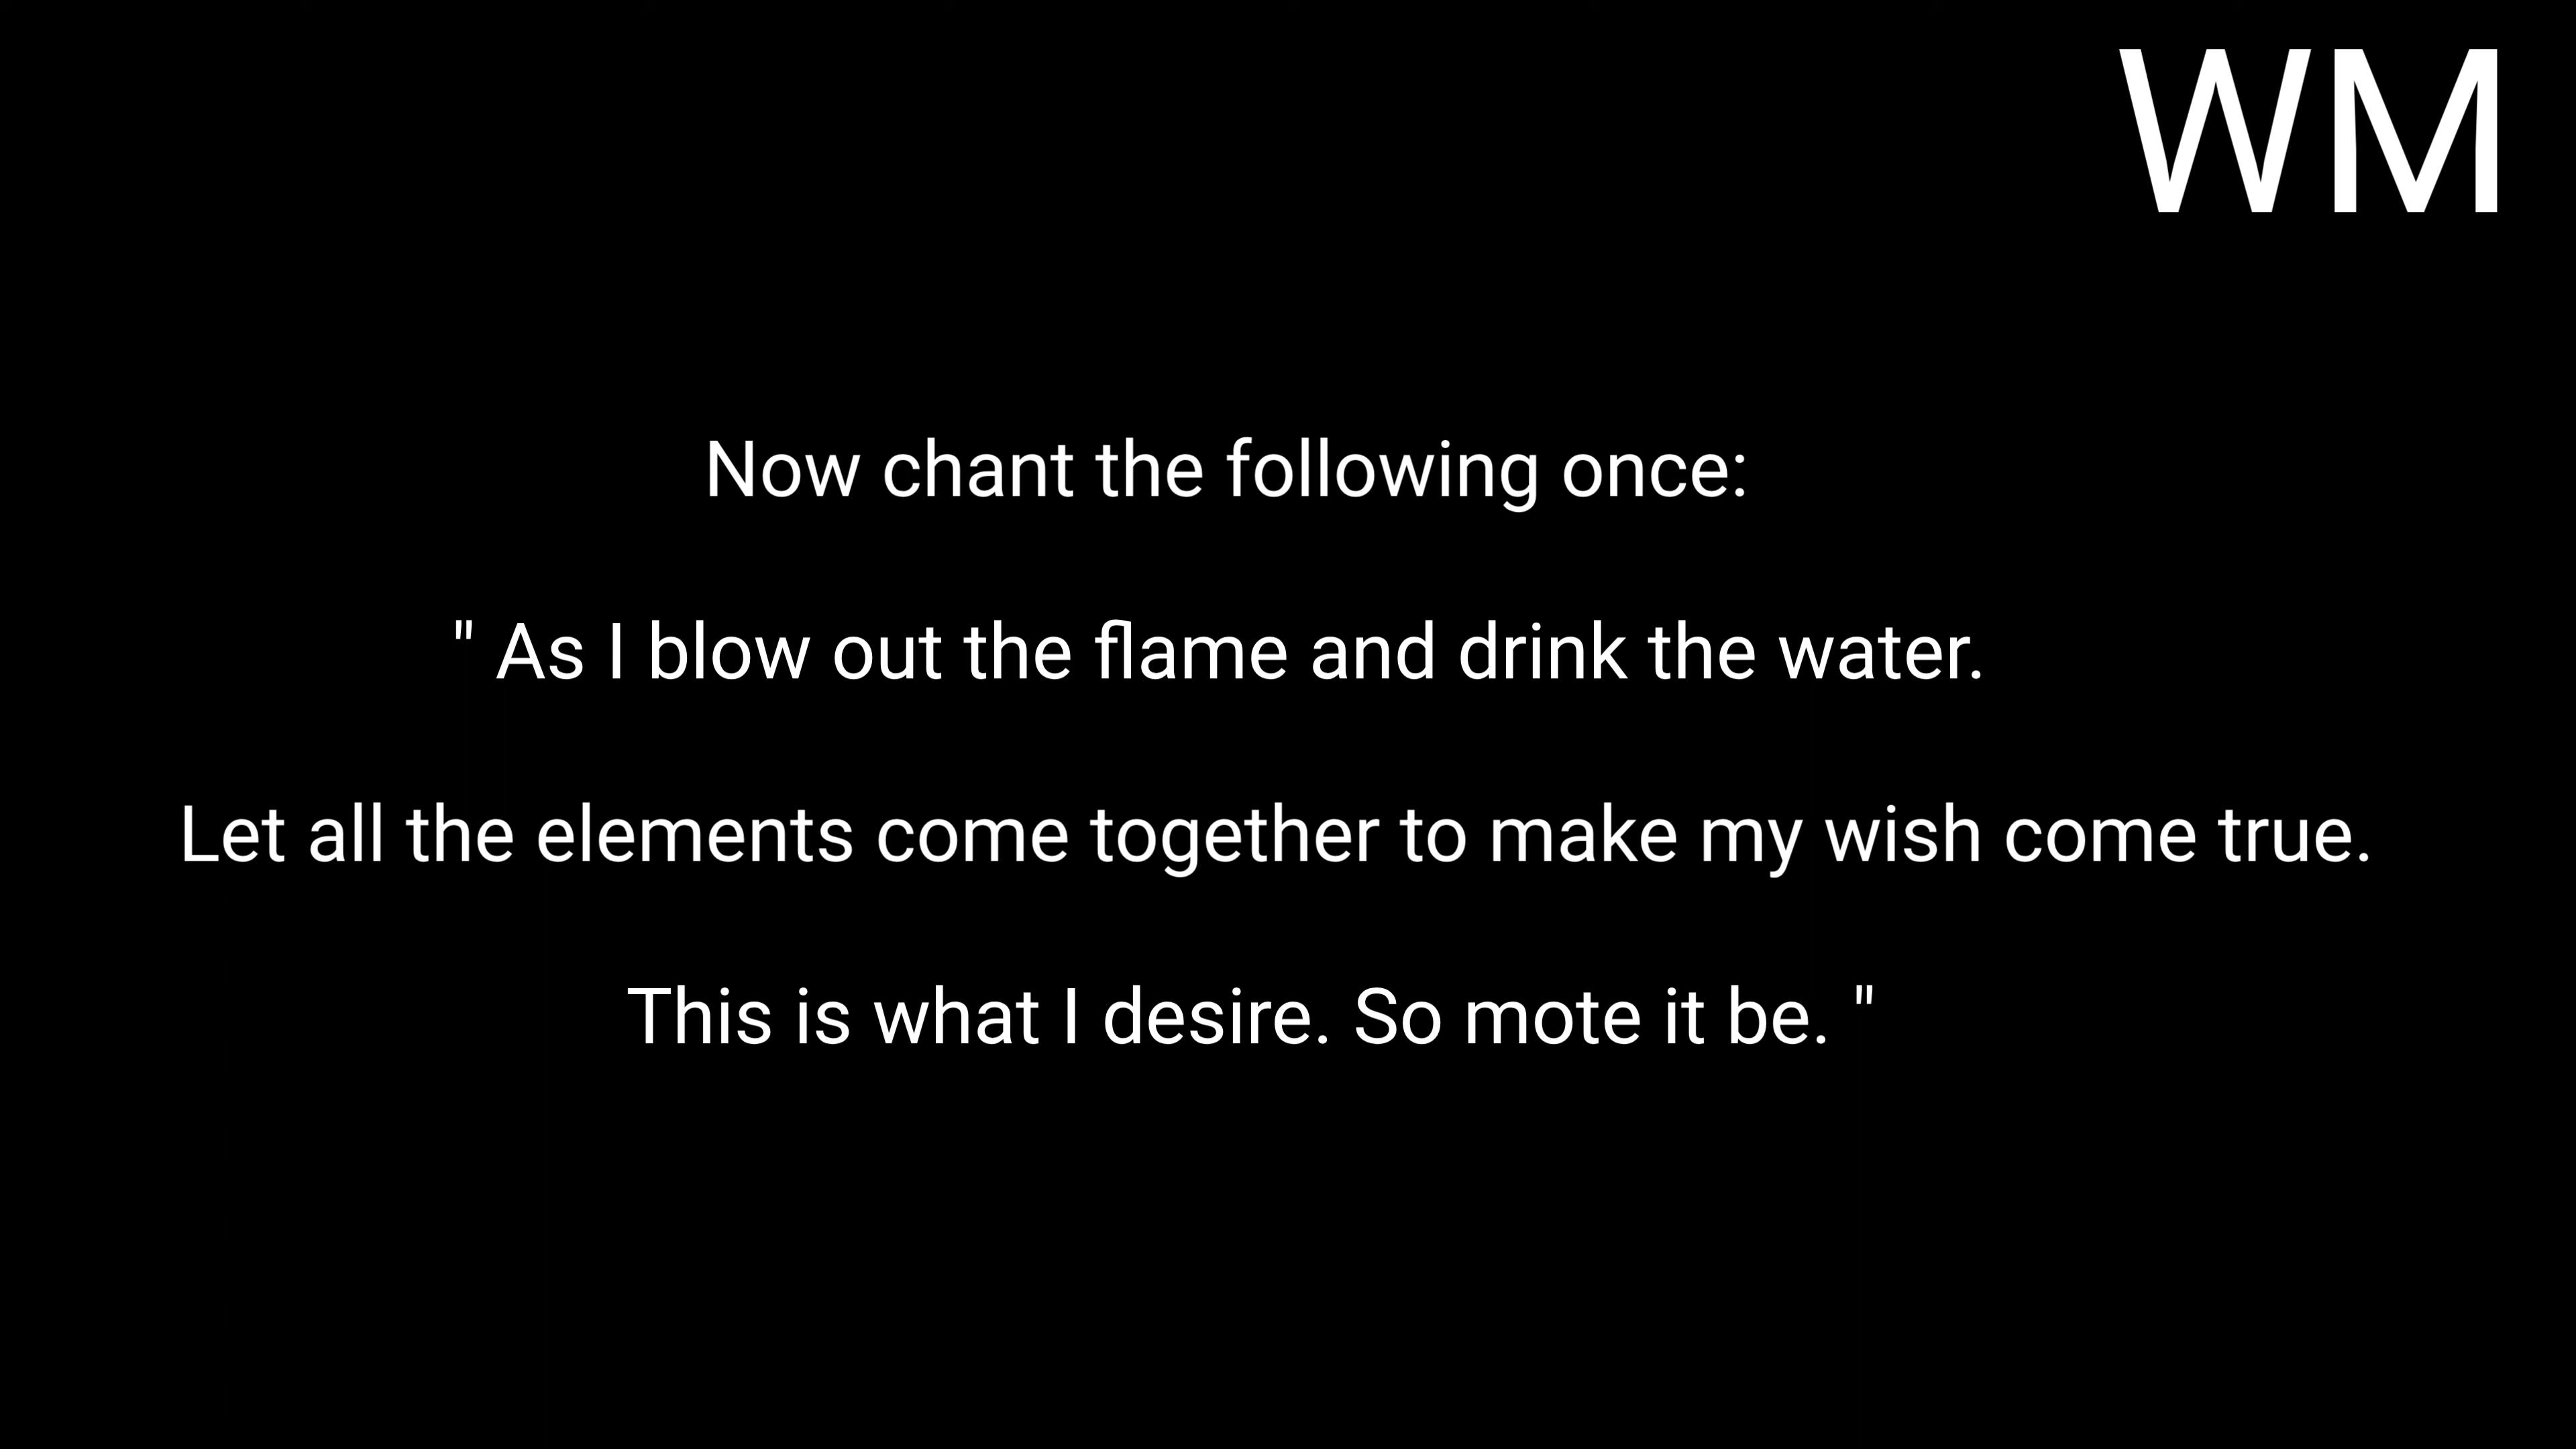 WM
Now chant the following once:
" As I blow out the flame and drink the water.
Let all the elements come together to make my wish come true.
This is what I desire. So mote it be. "